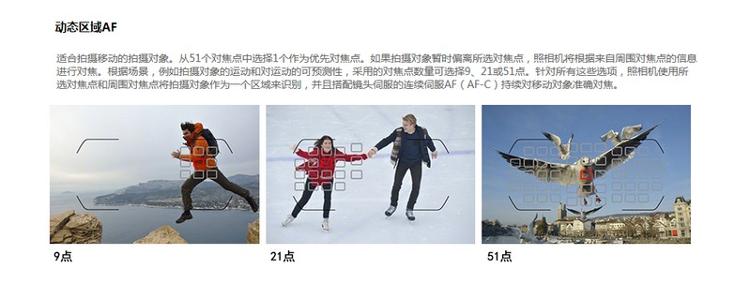 动态区域AF
适合拍摄移动的拍摄对象。从51个对焦点中选择1个作为优先对焦点。如果拍摄对象暂时偏离所选对焦点，照相机将根据来自周围对焦点的信息
进行对焦。根据场景，例如拍摄对象的运动和对运动的可预测性，采用的对焦点数量可选择9、21或51点。针对所有这些选项，照相机使用所
选对焦点和周围对焦点将拍摄对象作为一个区域来识别，并且搭配镜头伺服的连续伺服AF（AF-C）持续对移动对象准确对焦。
9点
21点
51点